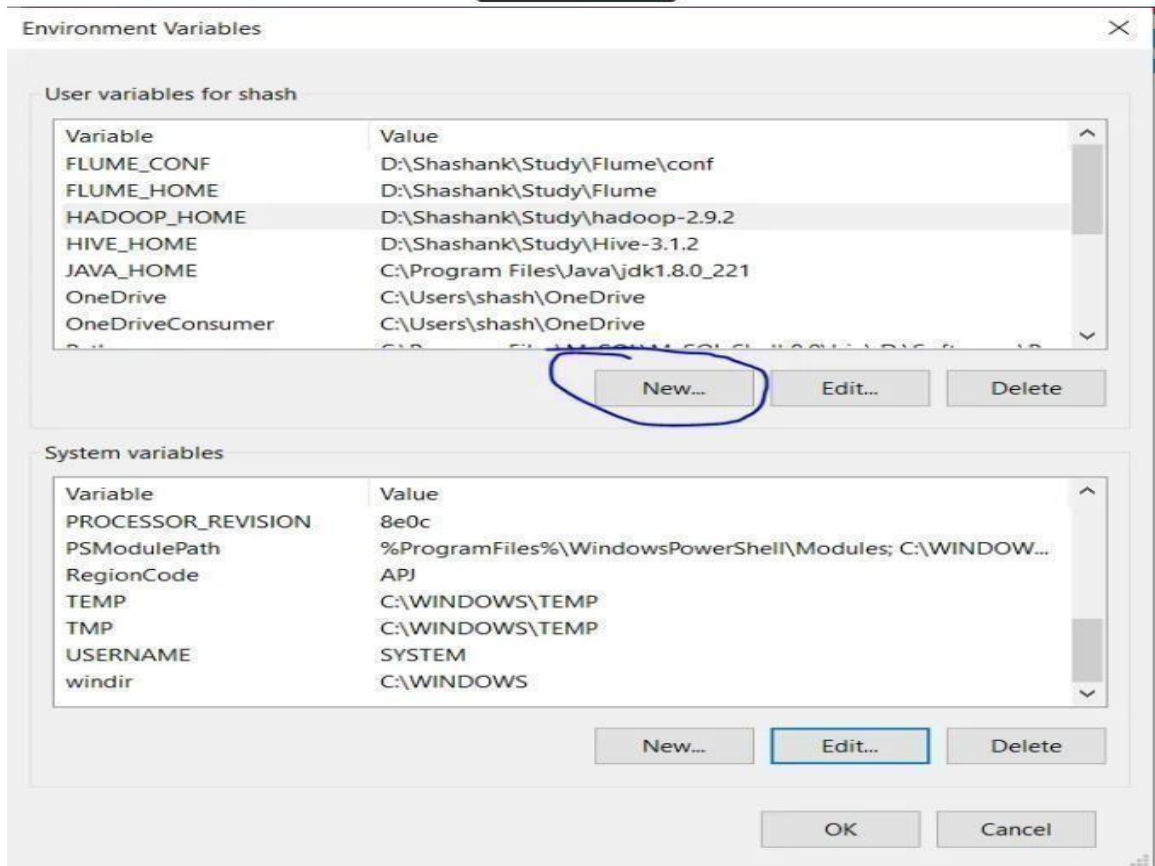 Environment Variables
User variables for shash
Variable Value
FLUME_CONF D:\Shashank\Study\Flume\conf
FLUME_HOME D:\Shashank\Study\Flume
HADOOP_HOME D:\Shashank\Study\hadoop-2.9.2
HIVE_HOME D:\Shashank\Study\Hive-3.1.2
JAVA_HOME C:\Program Files\Java\jdk1.8.0_221
OneDrive C:\Users\shash\OneDrive
OneDriveConsumer C:\Users\shash\OneDrive
New... Edit... Delete
System variables
Variable Value
PROCESSOR_REVISION 8e0c
PSModulePath %ProgramFiles%\WindowsPowerShell\Modules; C:\WINDOW...
RegionCode APJ
TEMP C:\WINDOWS\TEMP
TMP C:\WINDOWS\TEMP
USERNAME SYSTEM
windir C:\WINDOWS
New... Edit... Delete
OK Cancel